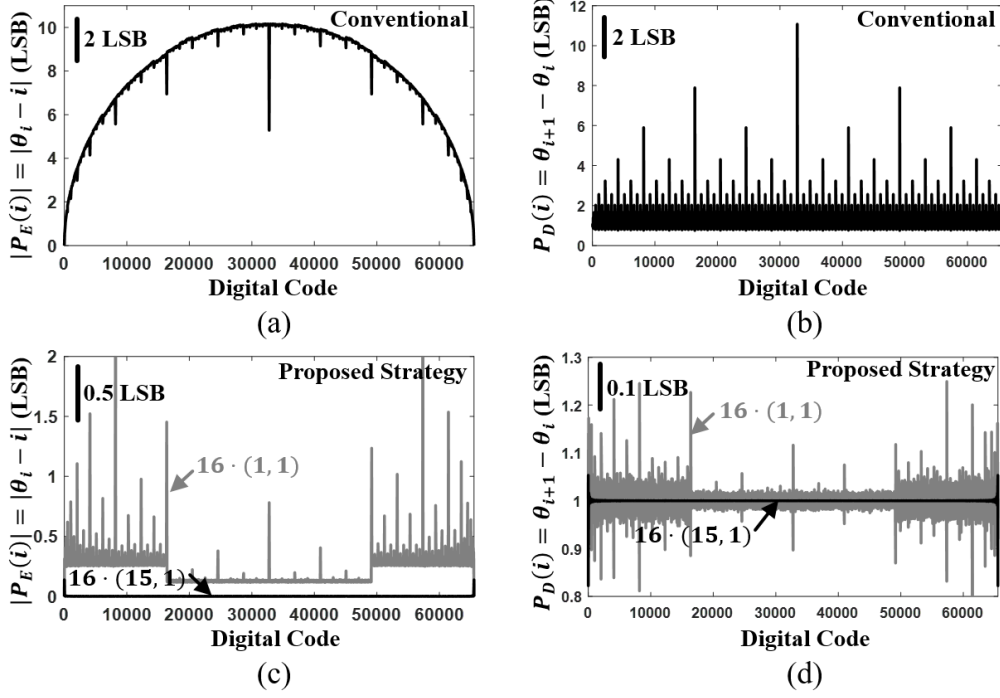 Conventional
2 LSB
|P_E(i)| = |θ_i − i| (LSB)
10
8
6
4
2
0
0 10000 20000 30000 40000 50000 60000
Digital Code
(a)
Conventional
2 LSB
P_D(i) = θ_{i+1} − θ_i (LSB)
12
10
8
6
4
2
0
0 10000 20000 30000 40000 50000 60000
Digital Code
(b)
Proposed Strategy
0.5 LSB
|P_E(i)| = |θ_i − i| (LSB)
2
1.5
1
0.5
0
16 · (1, 1)
16 · (15, 1)
0 10000 20000 30000 40000 50000 60000
Digital Code
(c)
Proposed Strategy
0.1 LSB
P_D(i) = θ_{i+1} − θ_i (LSB)
1.3
1.2
1.1
1
0.9
0.8
16 · (1, 1)
16 · (15, 1)
0 10000 20000 30000 40000 50000 60000
Digital Code
(d)